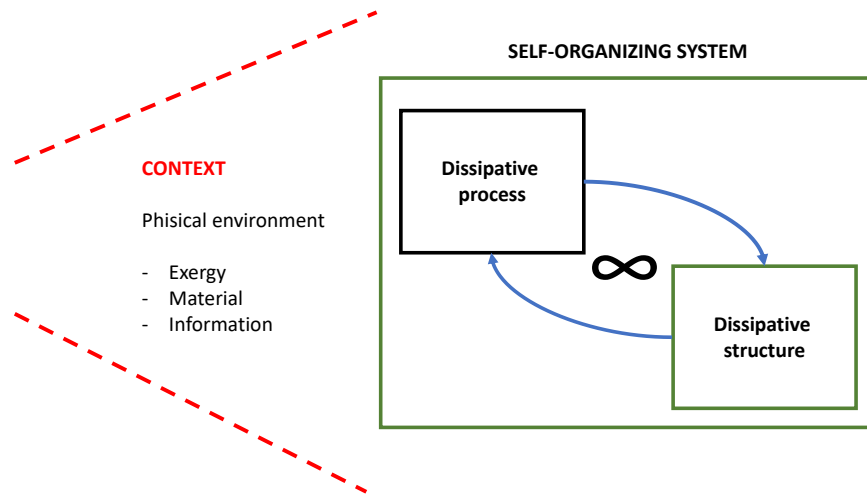 SELF-ORGANIZING SYSTEM
CONTEXT
Phisical environment
- Exergy
- Material
- Information
Dissipative
process
∞
Dissipative
structure